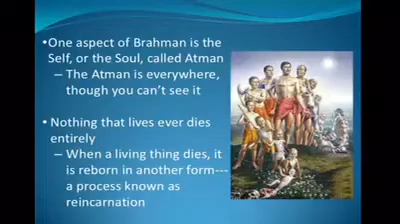 •One aspect of Brahman is the
Self, or the Soul, called Atman
– The Atman is everywhere,
though you can't see it
•Nothing that lives ever dies
entirely
– When a living thing dies, it
is reborn in another form---
a process known as
reincarnation